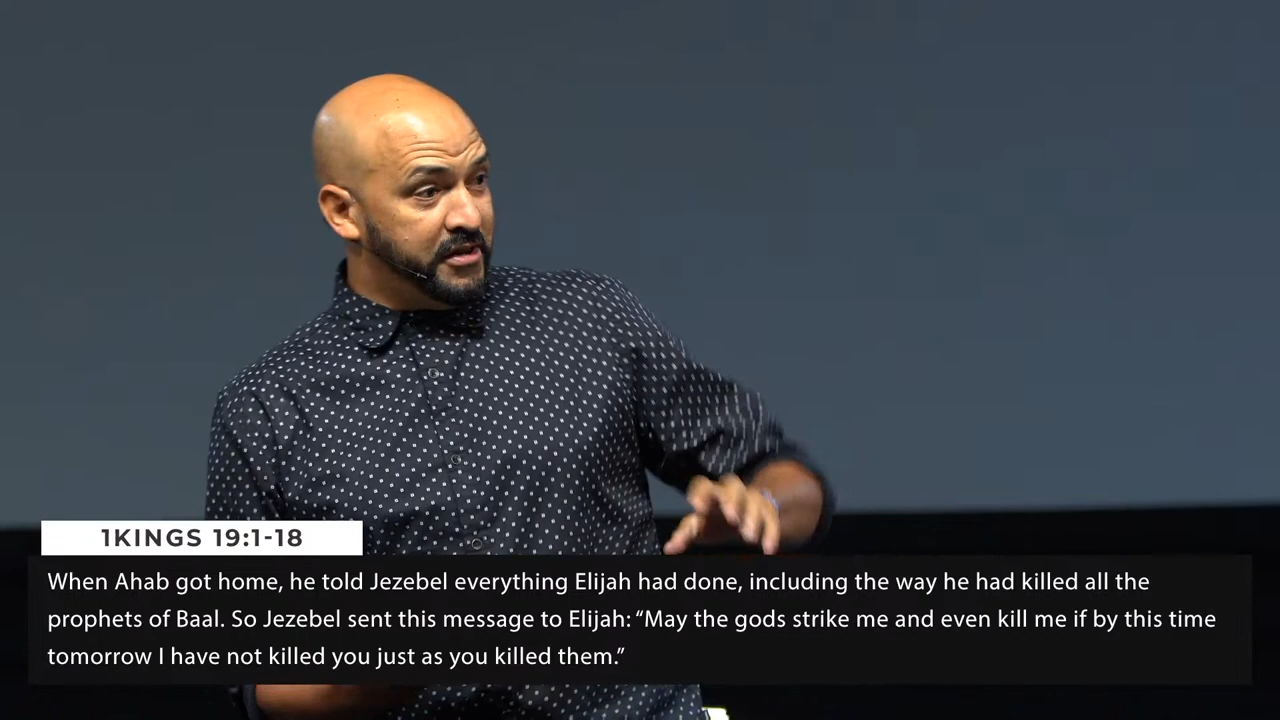 1KINGS 19:1-18
When Ahab got home, he told Jezebel everything Elijah had done, including the way he had killed all the
prophets of Baal. So Jezebel sent this message to Elijah: “May the gods strike me and even kill me if by this time
tomorrow I have not killed you just as you killed them.”